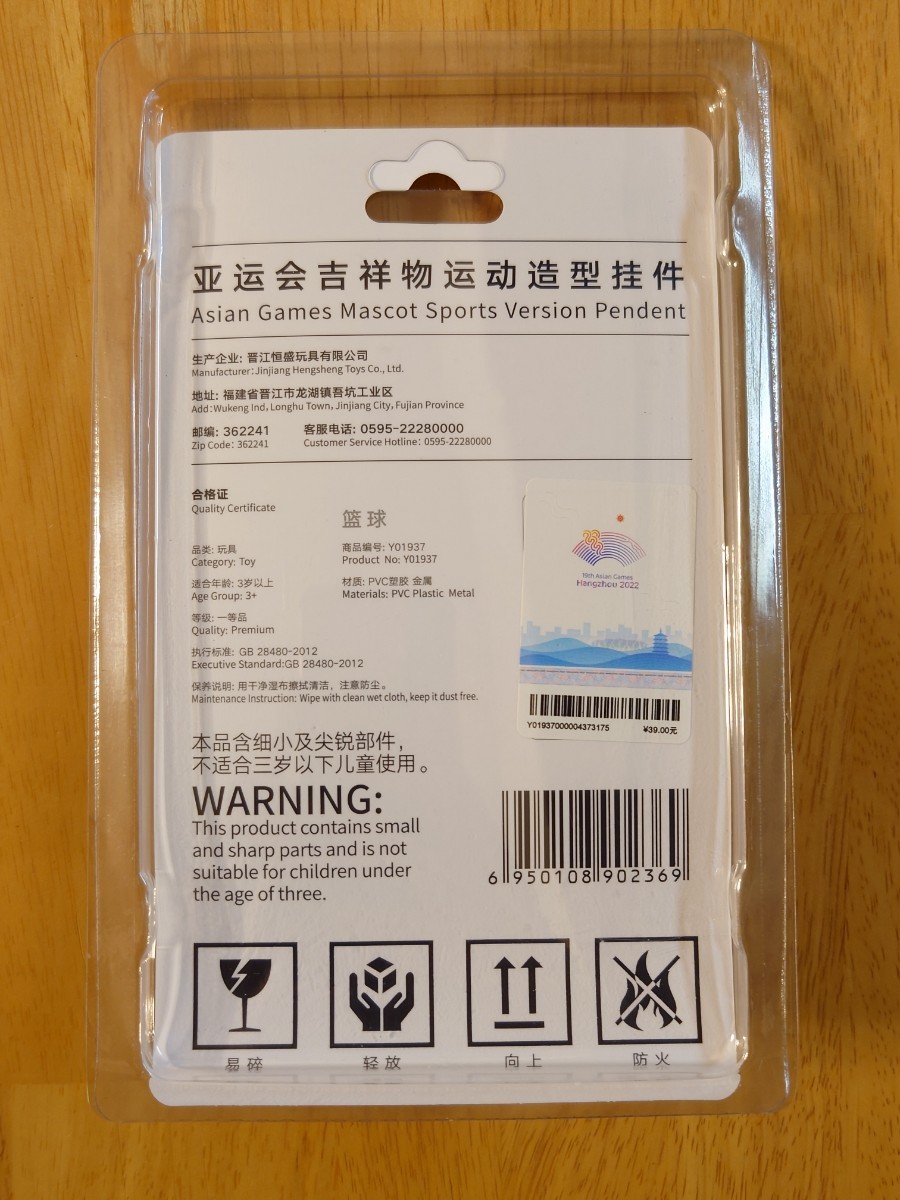 亚运会吉祥物运动造型挂件
Asian Games Mascot Sports Version Pendent
生产企业: 晋江恒盛玩具有限公司
Manufacturer: Jinjiang Hengsheng Toys Co., Ltd.
地址: 福建省晋江市龙湖镇吾坑工业区
Add: Wukeng Ind, Longhu Town, Jinjiang City, Fujian Province
邮编: 362241 客服电话: 0595-22280000
Zip Code: 362241 Customer Service Hotline: 0595-22280000
合格证
Quality Certificate
篮球
品类: 玩具
Category: Toy
适合年龄: 3岁以上
Age Group: 3+
等级: 一等品
Quality: Premium
执行标准: GB 28480-2012
Executive Standard:GB 28480-2012
保养说明: 用干净湿布擦拭清洁，注意防尘。
Maintenance Instruction: Wipe with clean wet cloth, keep it dust free.
商品编号: Y01937
Product No: Y01937
材质: PVC塑胶 金属
Materials: PVC Plastic Metal
19th Asian Games
Hangzhou 2022
Y01937000004373175 ¥39.00元
本品含细小及尖锐部件，
不适合三岁以下儿童使用。
WARNING:
This product contains small
and sharp parts and is not
suitable for children under
the age of three.
6 950108 902369
易碎 轻放 向上 防火